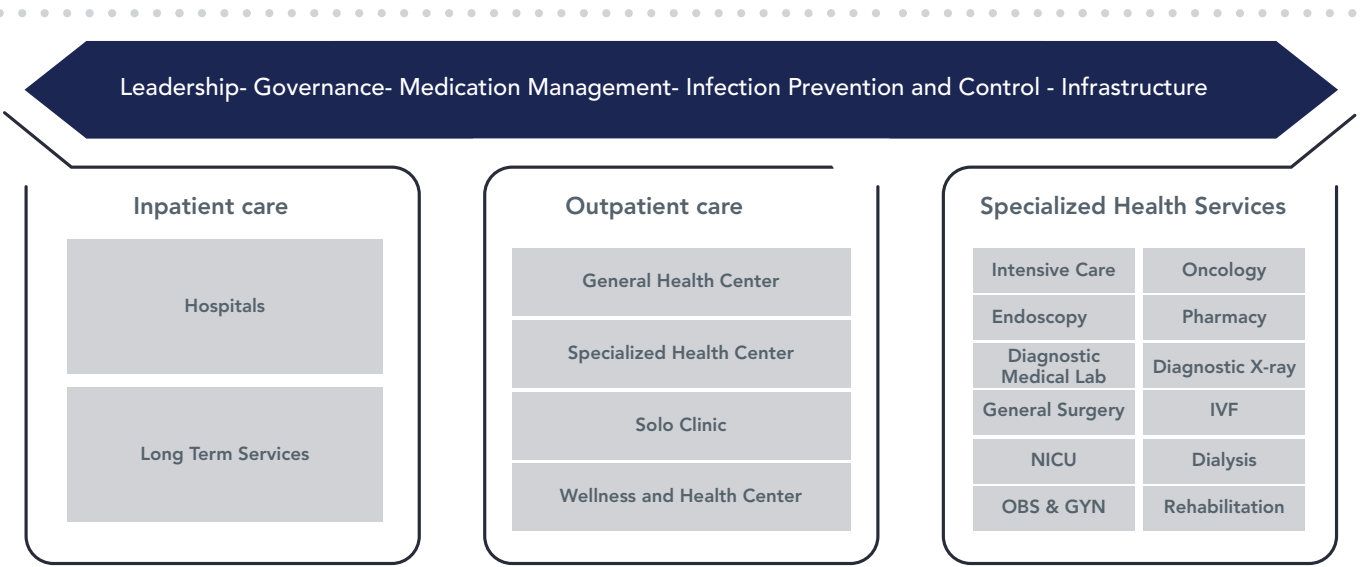 Leadership- Governance- Medication Management- Infection Prevention and Control - Infrastructure
Inpatient care
Hospitals
Long Term Services
Outpatient care
General Health Center
Specialized Health Center
Solo Clinic
Wellness and Health Center
Specialized Health Services
Intensive Care
Oncology
Endoscopy
Pharmacy
Diagnostic
Medical Lab
Diagnostic X-ray
General Surgery
IVF
NICU
Dialysis
OBS & GYN
Rehabilitation